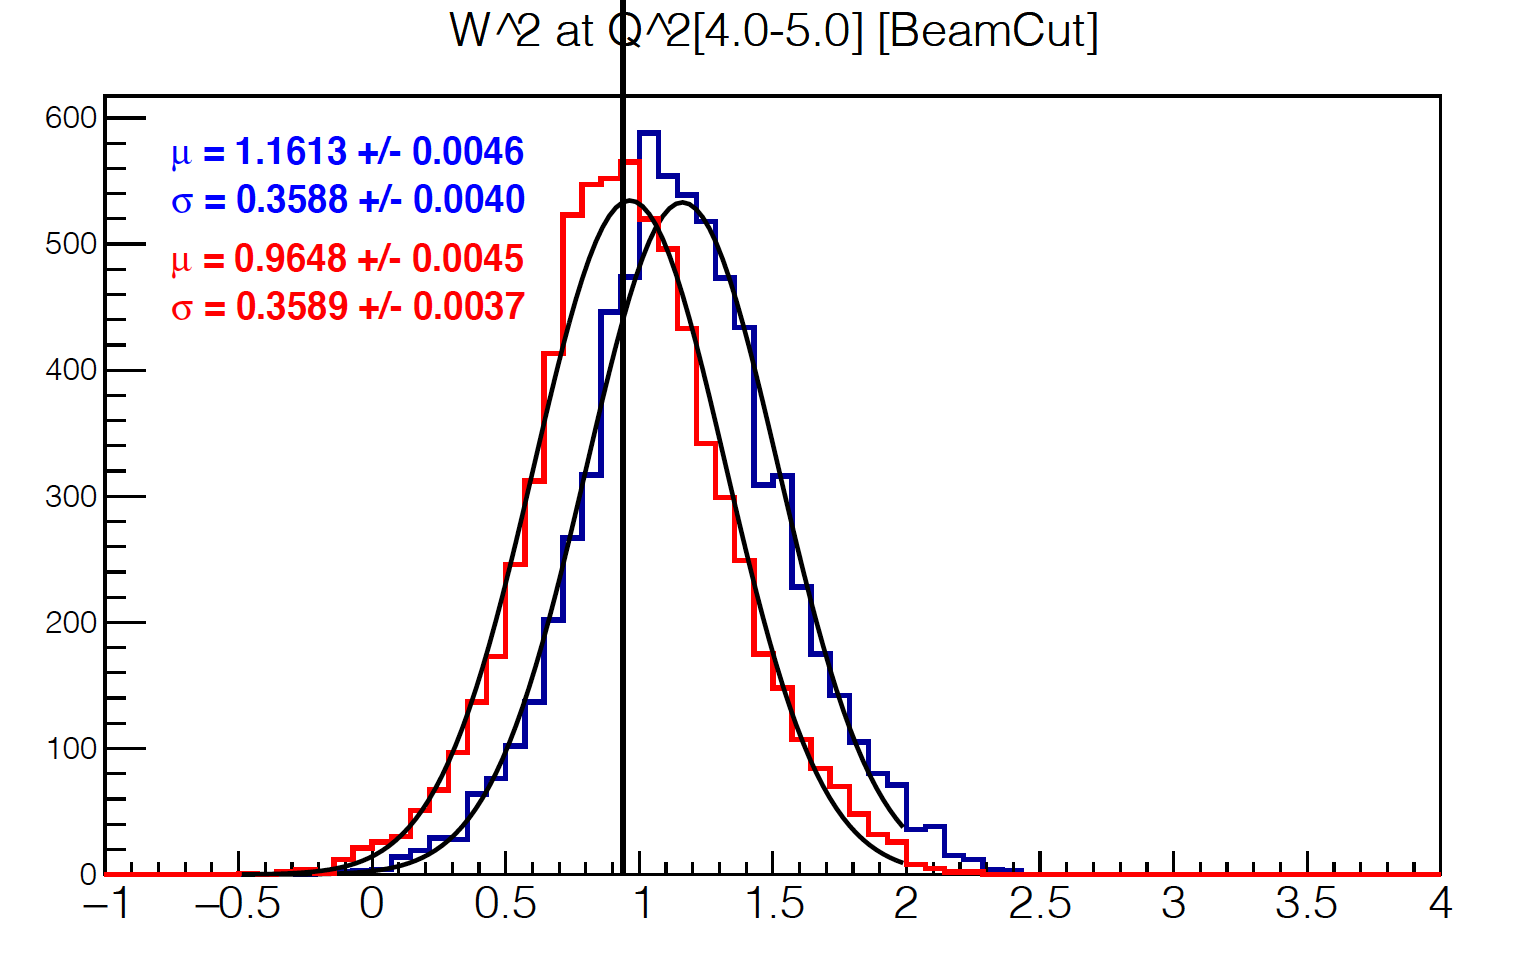 W^2 at Q^2[4.0-5.0] [BeamCut]
600
μ = 1.1613 +/- 0.0046
σ = 0.3588 +/- 0.0040
500
μ = 0.9648 +/- 0.0045
σ = 0.3589 +/- 0.0037
400
300
200
100
0
−1 −0.5 0 0.5 1 1.5 2 2.5 3 3.5 4